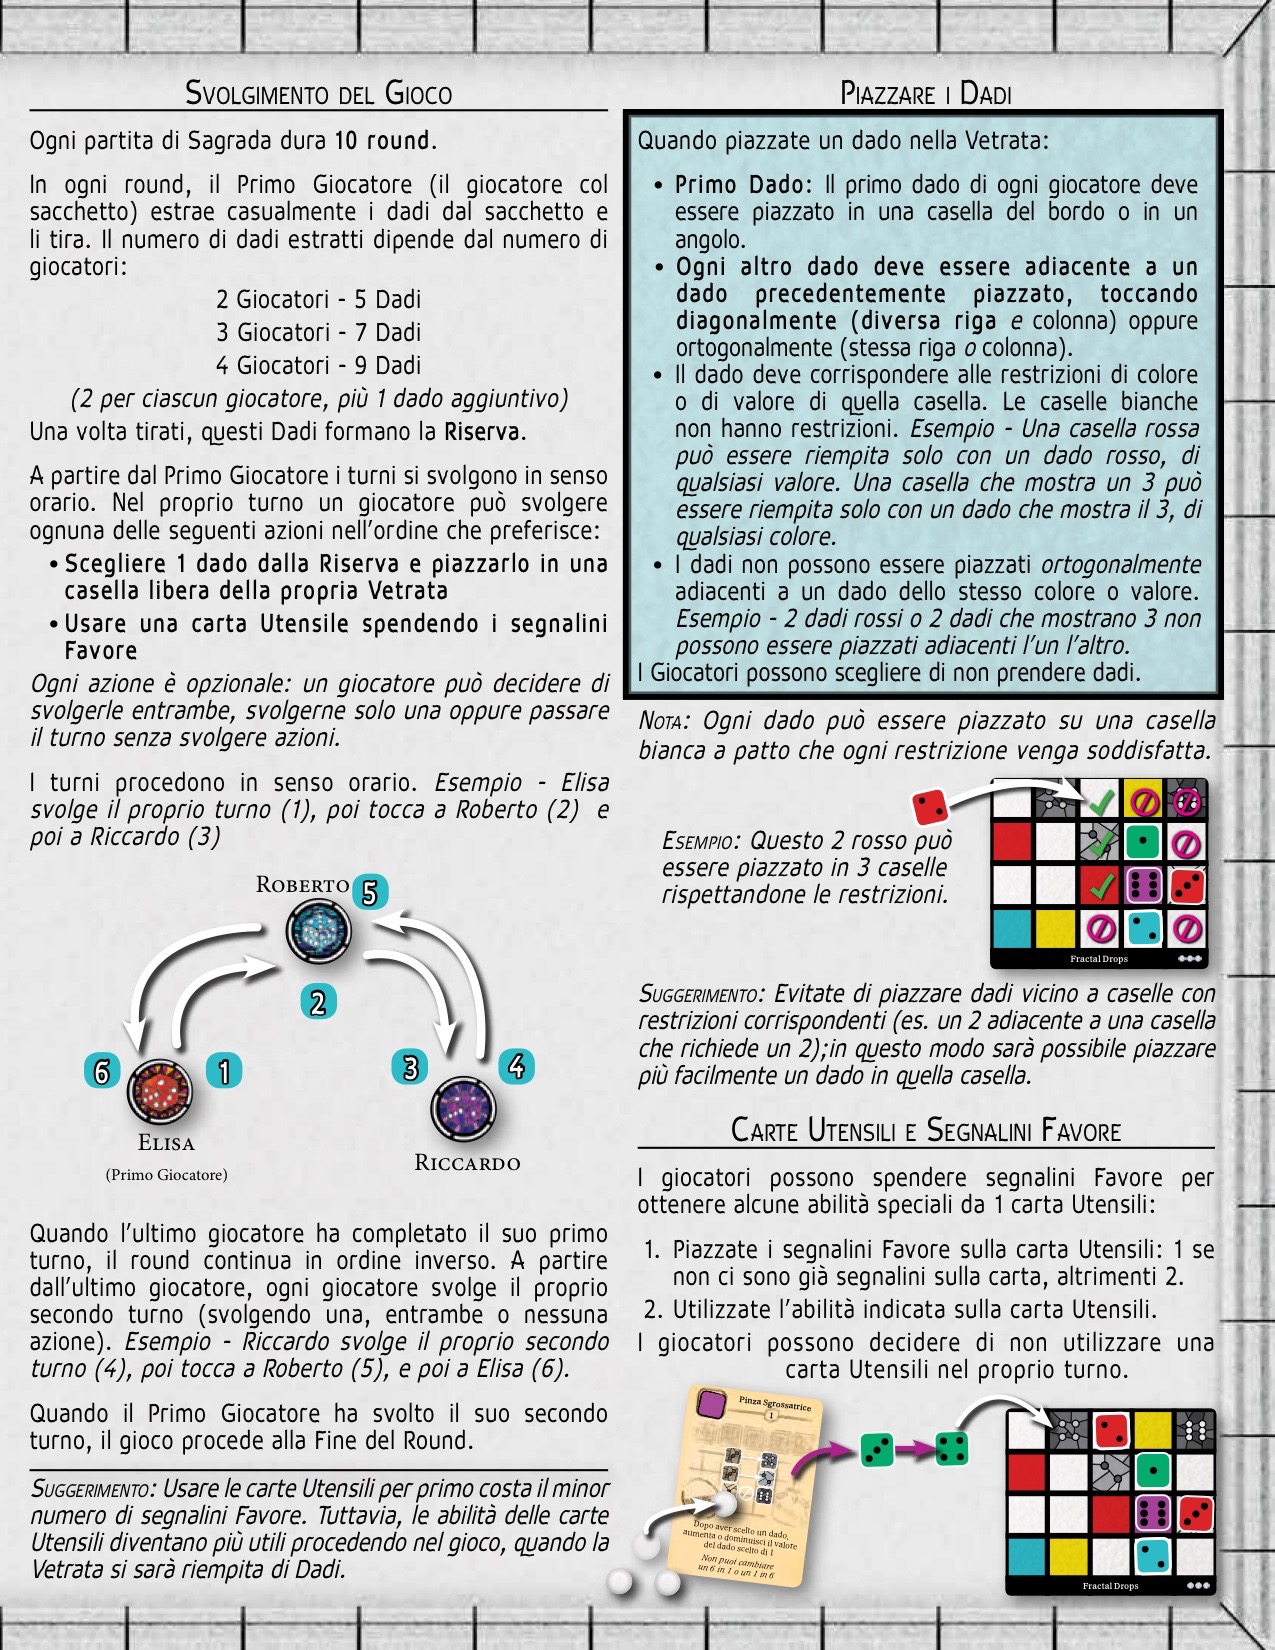 Svolgimento del Gioco
Ogni partita di Sagrada dura 10 round.
In ogni round, il Primo Giocatore (il giocatore col
sacchetto) estrae casualmente i dadi dal sacchetto e
li tira. Il numero di dadi estratti dipende dal numero di
giocatori:
2 Giocatori - 5 Dadi
3 Giocatori - 7 Dadi
4 Giocatori - 9 Dadi
(2 per ciascun giocatore, più 1 dado aggiuntivo)
Una volta tirati, questi Dadi formano la Riserva.
A partire dal Primo Giocatore i turni si svolgono in senso
orario. Nel proprio turno un giocatore può svolgere
ognuna delle seguenti azioni nell'ordine che preferisce:
• Scegliere 1 dado dalla Riserva e piazzarlo in una
casella libera della propria Vetrata
• Usare una carta Utensile spendendo i segnalini
Favore
Ogni azione è opzionale: un giocatore può decidere di
svolgerle entrambe, svolgerne solo una oppure passare
il turno senza svolgere azioni.
I turni procedono in senso orario. Esempio - Elisa
svolge il proprio turno (1), poi tocca a Roberto (2) e
poi a Riccardo (3)
Roberto 5
2
6 1 3 4
Elisa
(Primo Giocatore)
Riccardo
Quando l'ultimo giocatore ha completato il suo primo
turno, il round continua in ordine inverso. A partire
dall'ultimo giocatore, ogni giocatore svolge il proprio
secondo turno (svolgendo una, entrambe o nessuna
azione). Esempio - Riccardo svolge il proprio secondo
turno (4), poi tocca a Roberto (5), e poi a Elisa (6).
Quando il Primo Giocatore ha svolto il suo secondo
turno, il gioco procede alla Fine del Round.
Suggerimento: Usare le carte Utensili per primo costa il minor
numero di segnalini Favore. Tuttavia, le abilità delle carte
Utensili diventano più utili procedendo nel gioco, quando la
Vetrata si sarà riempita di Dadi.
Piazzare i Dadi
Quando piazzate un dado nella Vetrata:
• Primo Dado: Il primo dado di ogni giocatore deve
essere piazzato in una casella del bordo o in un
angolo.
• Ogni altro dado deve essere adiacente a un
dado precedentemente piazzato, toccando
diagonalmente (diversa riga e colonna) oppure
ortogonalmente (stessa riga o colonna).
• Il dado deve corrispondere alle restrizioni di colore
o di valore di quella casella. Le caselle bianche
non hanno restrizioni. Esempio - Una casella rossa
può essere riempita solo con un dado rosso, di
qualsiasi valore. Una casella che mostra un 3 può
essere riempita solo con un dado che mostra il 3, di
qualsiasi colore.
• I dadi non possono essere piazzati ortogonalmente
adiacenti a un dado dello stesso colore o valore.
Esempio - 2 dadi rossi o 2 dadi che mostrano 3 non
possono essere piazzati adiacenti l'un l'altro.
I Giocatori possono scegliere di non prendere dadi.
Nota: Ogni dado può essere piazzato su una casella
bianca a patto che ogni restrizione venga soddisfatta.
Esempio: Questo 2 rosso può
essere piazzato in 3 caselle
rispettandone le restrizioni.
Fractal Drops
Suggerimento: Evitate di piazzare dadi vicino a caselle con
restrizioni corrispondenti (es. un 2 adiacente a una casella
che richiede un 2);in questo modo sarà possibile piazzare
più facilmente un dado in quella casella.
Carte Utensili e Segnalini Favore
I giocatori possono spendere segnalini Favore per
ottenere alcune abilità speciali da 1 carta Utensili:
1. Piazzate i segnalini Favore sulla carta Utensili: 1 se
non ci sono già segnalini sulla carta, altrimenti 2.
2. Utilizzate l'abilità indicata sulla carta Utensili.
I giocatori possono decidere di non utilizzare una
carta Utensili nel proprio turno.
Pinza Sgrossatrice
1
Dopo aver scelto un dado,
aumenta o dominuisci il valore
del dado scelto di 1
Non puoi cambiare
un 6 in 1 o un 1 in 6
Fractal Drops